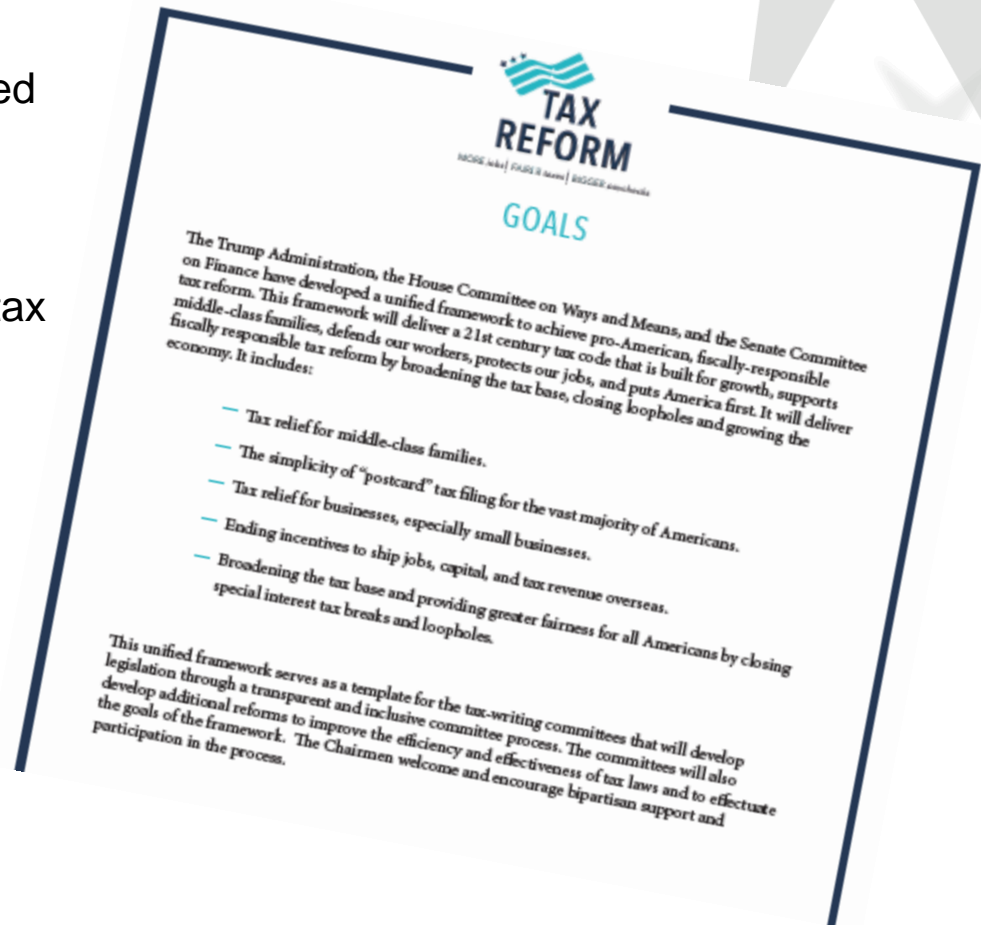 ed
tax
TAX
REFORM
MORE jobs | FAIRER taxes | BIGGER paychecks
GOALS
The Trump Administration, the House Committee on Ways and Means, and the Senate Committee
on Finance have developed a unified framework to achieve pro-American, fiscally-responsible
tax reform. This framework will deliver a 21st century tax code that is built for growth, supports
middle-class families, defends our workers, protects our jobs, and puts America first. It will deliver
fiscally responsible tax reform by broadening the tax base, closing loopholes and growing the
economy. It includes:
— Tax relief for middle-class families.
— The simplicity of “postcard” tax filing for the vast majority of Americans.
— Tax relief for businesses, especially small businesses.
— Ending incentives to ship jobs, capital, and tax revenue overseas.
— Broadening the tax base and providing greater fairness for all Americans by closing
special interest tax breaks and loopholes.
This unified framework serves as a template for the tax-writing committees that will develop
legislation through a transparent and inclusive committee process. The committees will also
develop additional reforms to improve the efficiency and effectiveness of tax laws and to effectuate
the goals of the framework. The Chairmen welcome and encourage bipartisan support and
participation in the process.